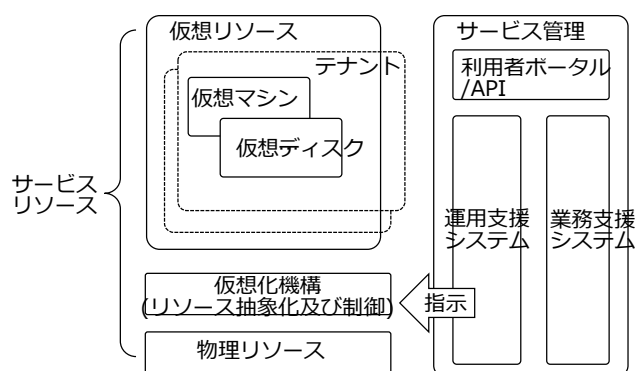 サービス
リソース
仮想リソース
テナント
仮想マシン
仮想ディスク
仮想化機構
(リソース抽象化及び制御)
物理リソース
サービス管理
利用者ポータル
/API
運用支援
システム
業務支援
システム
指示